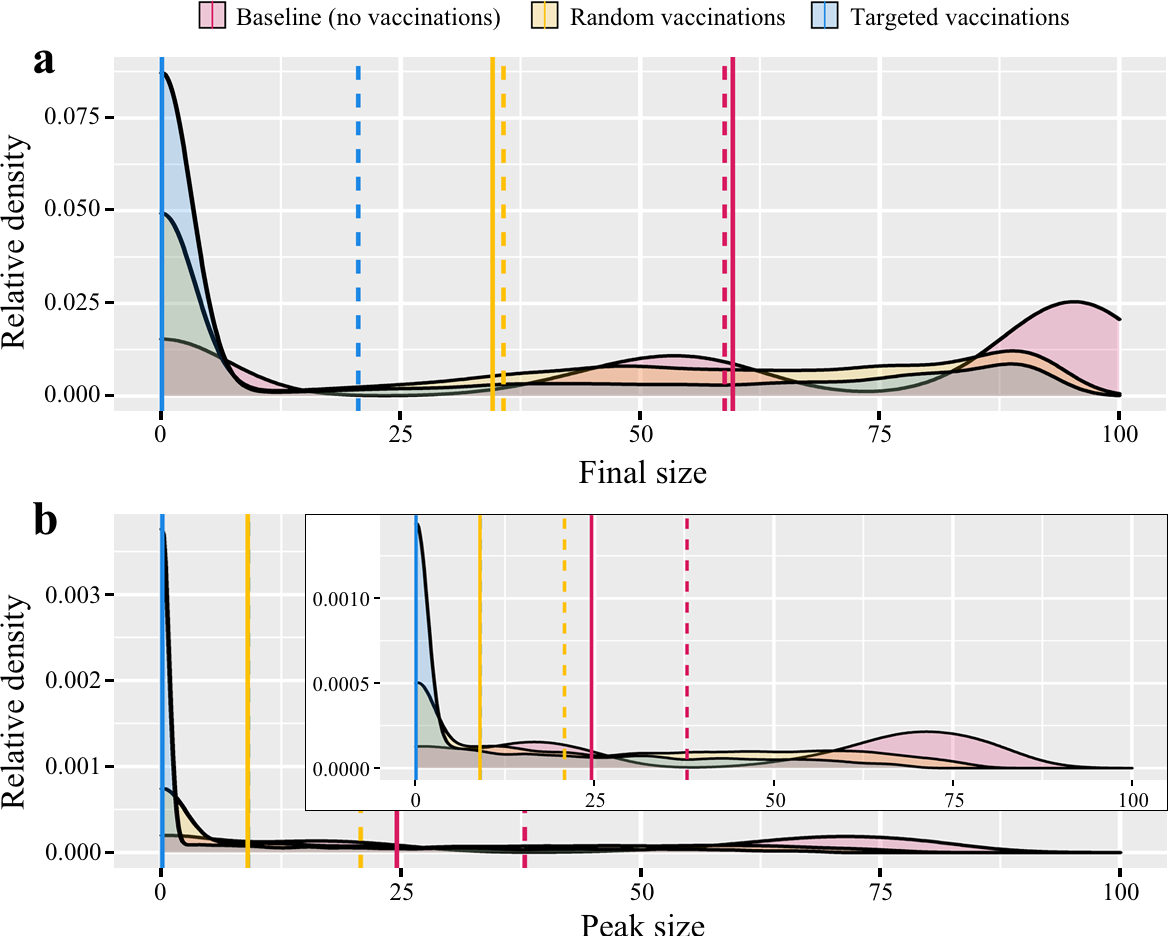 Baseline (no vaccinations) Random vaccinations Targeted vaccinations
a
Relative density
0.075
0.050
0.025
0.000
0 25 50 75 100
Final size
b
Relative density
0.003
0.002
0.001
0.000
0.0010
0.0005
0.0000
0 25 50 75 100
0 25 50 75 100
Peak size